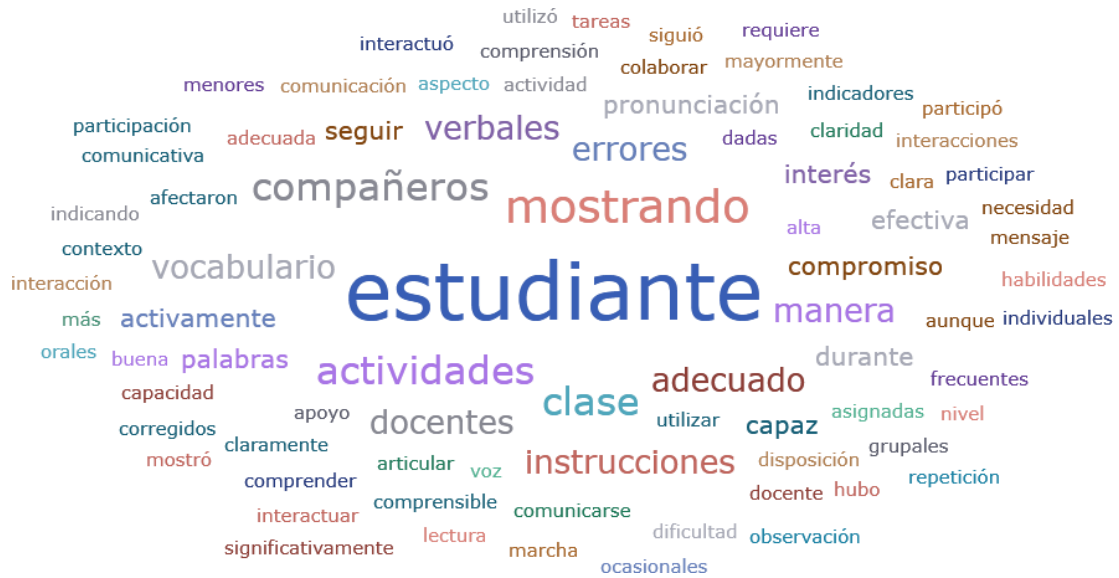 utilizó tareas
siguió requiere
interactuó comprensión
colaborar mayormente
menores comunicación aspecto actividad
pronunciación indicadores
participación adecuada seguir verbales participó
errores dadas claridad interacciones
comunicativa
compañeros interés clara participar
afectaron mostrando necesidad
indicando alta efectiva mensaje
contexto vocabulario compromiso habilidades
interacción estudiante
más activamente manera aunque individuales
orales buena palabras durante
capacidad actividades adecuado frecuentes
apoyo clase asignadas nivel
corregidos docentes utilizar capaz
claramente grupales
mostró articular voz instrucciones disposición repetición
comprender docente hubo
comprensible comunicarse
interactuar lectura dificultad observación
significativamente marcha
ocasionales